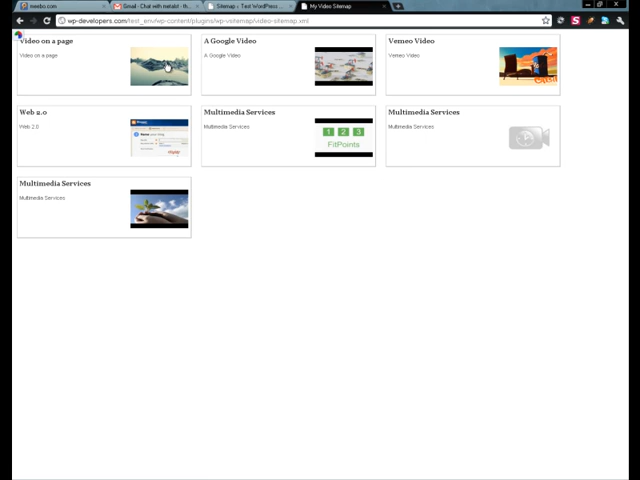 meebo.com
Gmail - Chat with
Sitemap : Test WordPress
My Video Sitemap
wp-developers.com/test_env/wp-content/plugins/wp-vsitemap/video-sitemap.xml
Video on a page
Video on a page
A Google Video
A Google Video
Vemeo Video
Vemeo Video
Web 2.0
Web 2.0
Multimedia Services
Multimedia Services
1 2 3
FitPoints
Multimedia Services
Multimedia Services
Multimedia Services
Multimedia Services